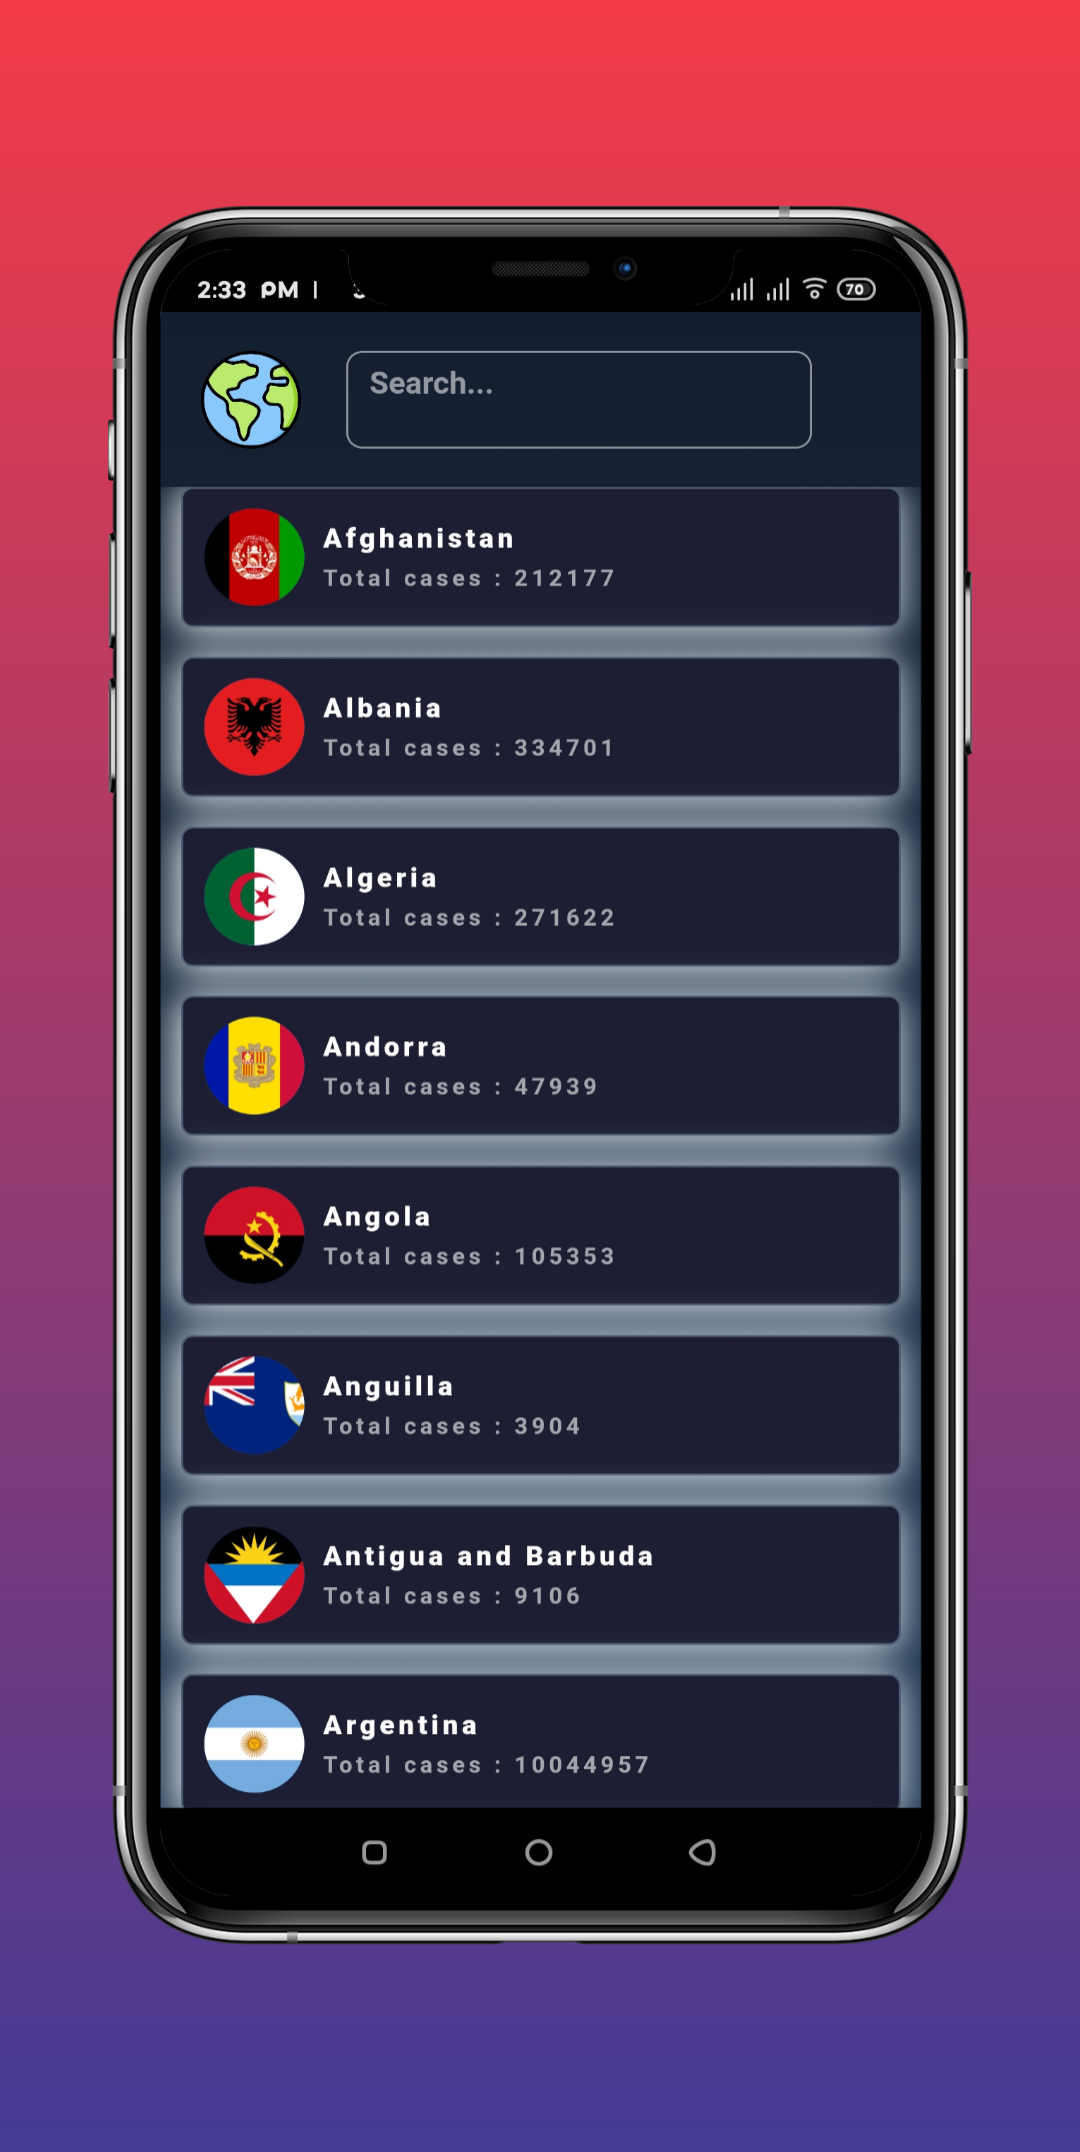 2:33 PM |
70
Search...
Afghanistan
Total cases : 212177
Albania
Total cases : 334701
Algeria
Total cases : 271622
Andorra
Total cases : 47939
Angola
Total cases : 105353
Anguilla
Total cases : 3904
Antigua and Barbuda
Total cases : 9106
Argentina
Total cases : 10044957